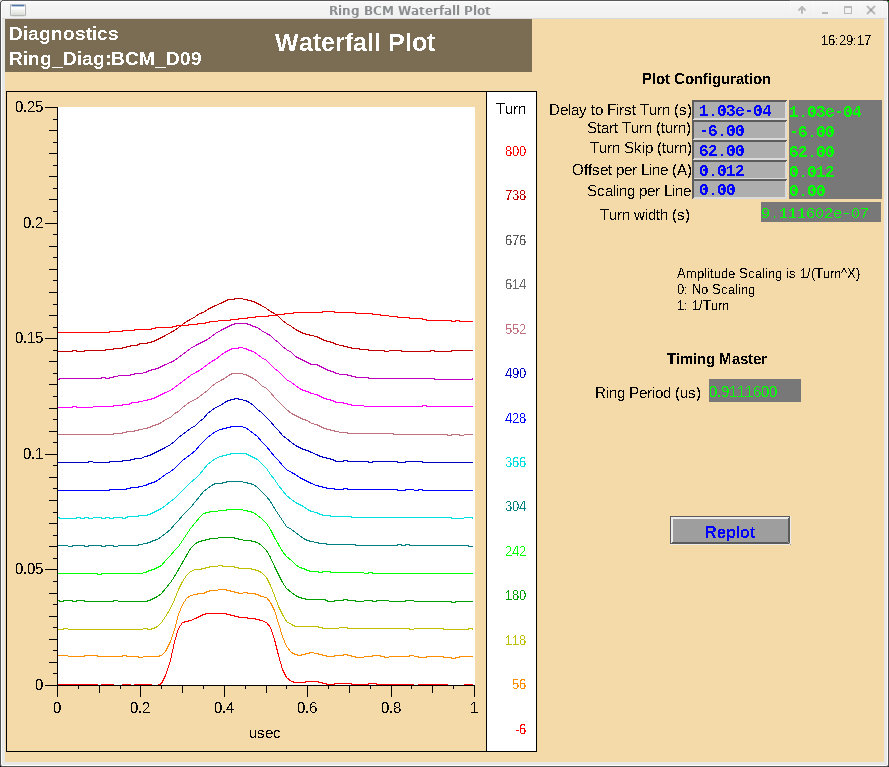 Ring BCM Waterfall Plot
Diagnostics
Ring_Diag:BCM_D09
Waterfall Plot
16:29:17
Plot Configuration
Delay to First Turn (s) 1.03e-04 1.03e-04
Start Turn (turn) -6.00 -6.00
Turn Skip (turn) 62.00 62.00
Offset per Line (A) 0.012 0.012
Scaling per Line 0.00 0.00
Turn width (s) 9.111602e-07
Amplitude Scaling is 1/(Turn^X)
0: No Scaling
1: 1/Turn
Timing Master
Ring Period (us) 0.9111600
Replot
Turn
800
738
676
614
552
490
428
366
304
242
180
118
56
-6
0.25
0.2
0.15
0.1
0.05
0
0 0.2 0.4 0.6 0.8 1
usec